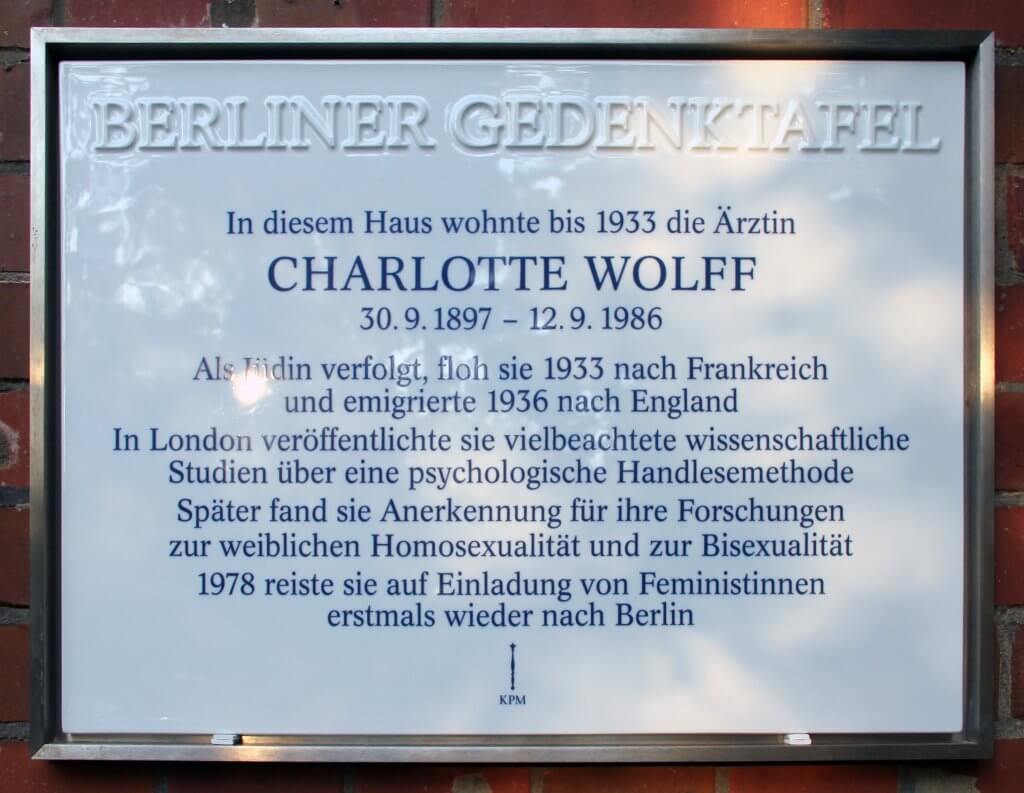 BERLINER GEDENKTAFEL
In diesem Haus wohnte bis 1933 die Ärztin
CHARLOTTE WOLFF
30. 9. 1897 – 12. 9. 1986
Als Jüdin verfolgt, floh sie 1933 nach Frankreich
und emigrierte 1936 nach England
In London veröffentlichte sie vielbeachtete wissenschaftliche
Studien über eine psychologische Handlesemethode
Später fand sie Anerkennung für ihre Forschungen
zur weiblichen Homosexualität und zur Bisexualität
1978 reiste sie auf Einladung von Feministinnen
erstmals wieder nach Berlin
KPM